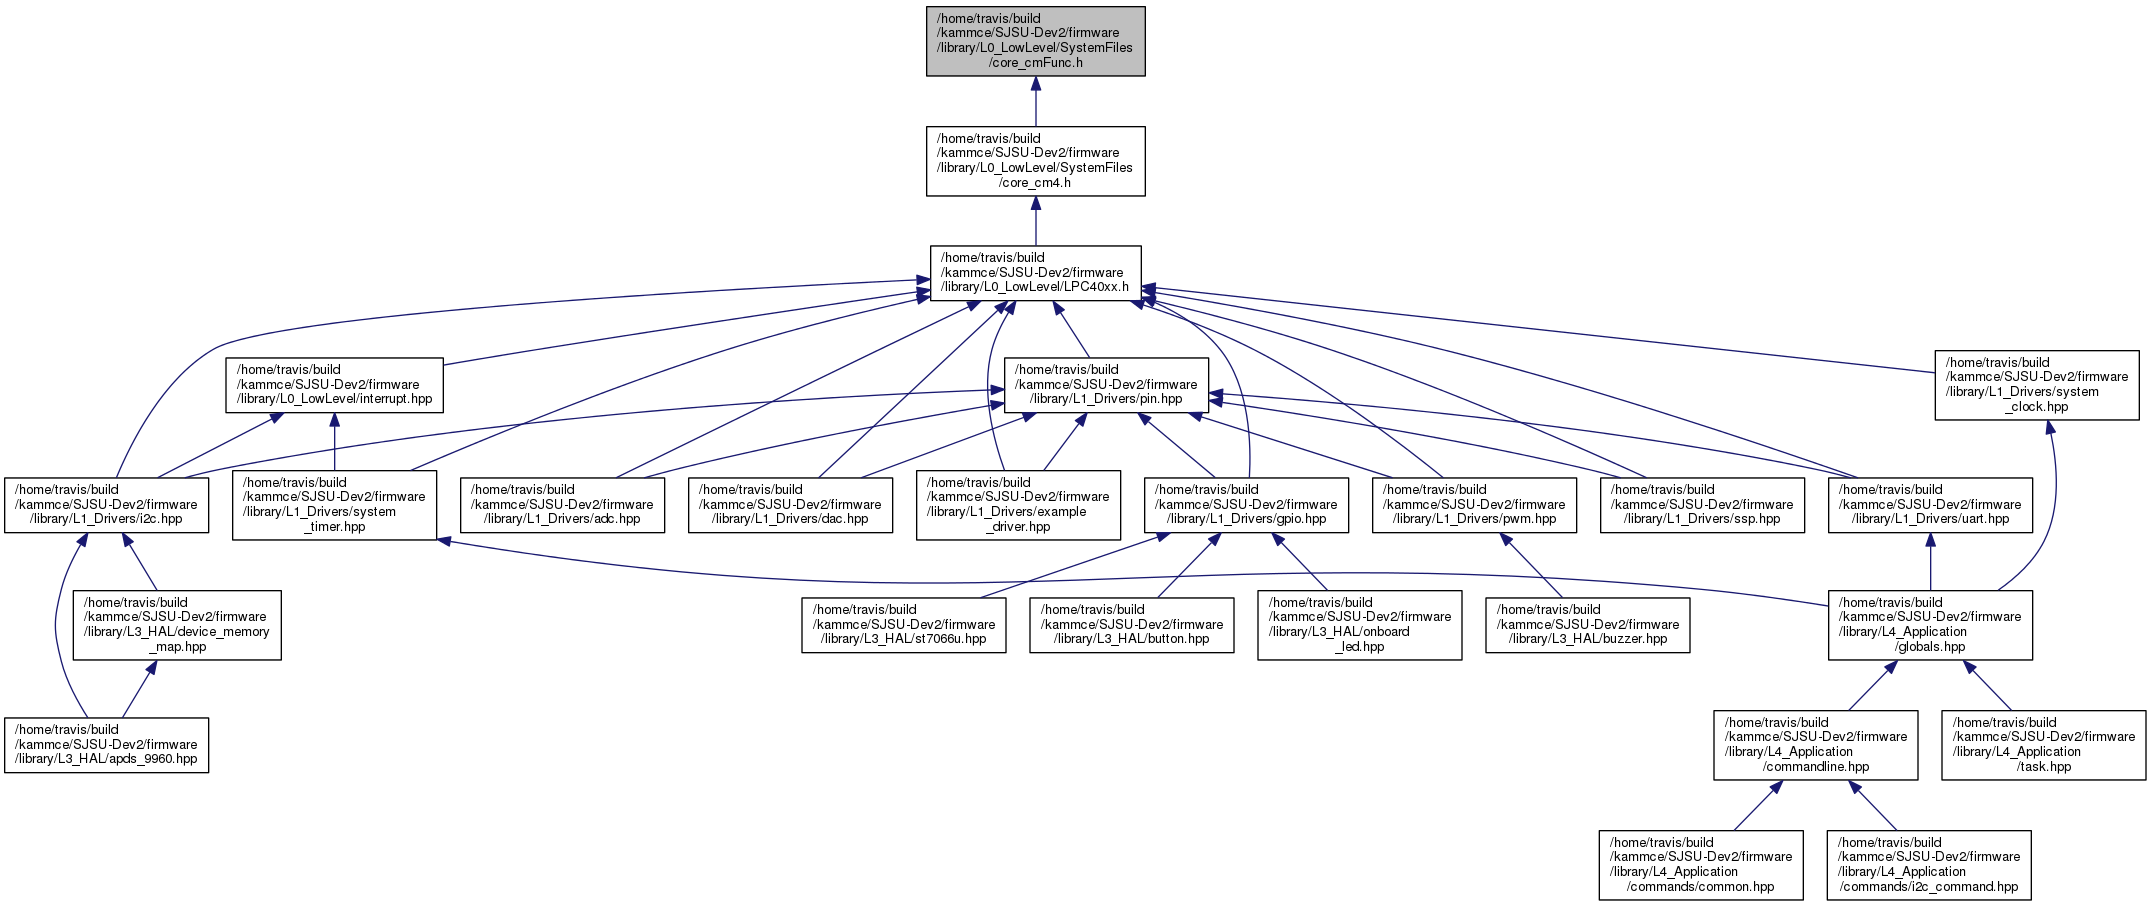 /home/travis/build
/kammce/SJSU-Dev2/firmware
/library/L0_LowLevel/SystemFiles
/core_cmFunc.h
/home/travis/build
/kammce/SJSU-Dev2/firmware
/library/L0_LowLevel/SystemFiles
/core_cm4.h
/home/travis/build
/kammce/SJSU-Dev2/firmware
/library/L0_LowLevel/LPC40xx.h
/home/travis/build
/kammce/SJSU-Dev2/firmware
/library/L0_LowLevel/interrupt.hpp
/home/travis/build
/kammce/SJSU-Dev2/firmware
/library/L1_Drivers/pin.hpp
/home/travis/build
/kammce/SJSU-Dev2/firmware
/library/L1_Drivers/system
_clock.hpp
/home/travis/build
/kammce/SJSU-Dev2/firmware
/library/L1_Drivers/i2c.hpp
/home/travis/build
/kammce/SJSU-Dev2/firmware
/library/L1_Drivers/system
_timer.hpp
/home/travis/build
/kammce/SJSU-Dev2/firmware
/library/L1_Drivers/adc.hpp
/home/travis/build
/kammce/SJSU-Dev2/firmware
/library/L1_Drivers/dac.hpp
/home/travis/build
/kammce/SJSU-Dev2/firmware
/library/L1_Drivers/example
_driver.hpp
/home/travis/build
/kammce/SJSU-Dev2/firmware
/library/L1_Drivers/gpio.hpp
/home/travis/build
/kammce/SJSU-Dev2/firmware
/library/L1_Drivers/pwm.hpp
/home/travis/build
/kammce/SJSU-Dev2/firmware
/library/L1_Drivers/ssp.hpp
/home/travis/build
/kammce/SJSU-Dev2/firmware
/library/L1_Drivers/uart.hpp
/home/travis/build
/kammce/SJSU-Dev2/firmware
/library/L3_HAL/device_memory
_map.hpp
/home/travis/build
/kammce/SJSU-Dev2/firmware
/library/L3_HAL/st7066u.hpp
/home/travis/build
/kammce/SJSU-Dev2/firmware
/library/L3_HAL/button.hpp
/home/travis/build
/kammce/SJSU-Dev2/firmware
/library/L3_HAL/onboard
_led.hpp
/home/travis/build
/kammce/SJSU-Dev2/firmware
/library/L3_HAL/buzzer.hpp
/home/travis/build
/kammce/SJSU-Dev2/firmware
/library/L4_Application
/globals.hpp
/home/travis/build
/kammce/SJSU-Dev2/firmware
/library/L3_HAL/apds_9960.hpp
/home/travis/build
/kammce/SJSU-Dev2/firmware
/library/L4_Application
/commandline.hpp
/home/travis/build
/kammce/SJSU-Dev2/firmware
/library/L4_Application
/task.hpp
/home/travis/build
/kammce/SJSU-Dev2/firmware
/library/L4_Application
/commands/common.hpp
/home/travis/build
/kammce/SJSU-Dev2/firmware
/library/L4_Application
/commands/i2c_command.hpp